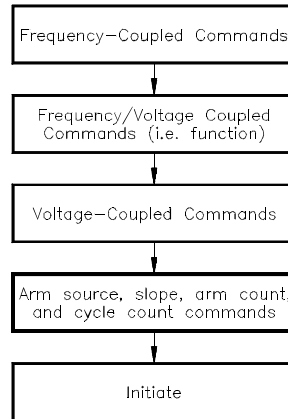 Frequency-Coupled Commands
Frequency/Voltage Coupled
Commands (i.e. function)
Voltage-Coupled Commands
Arm source, slope, arm count,
and cycle count commands
Initiate